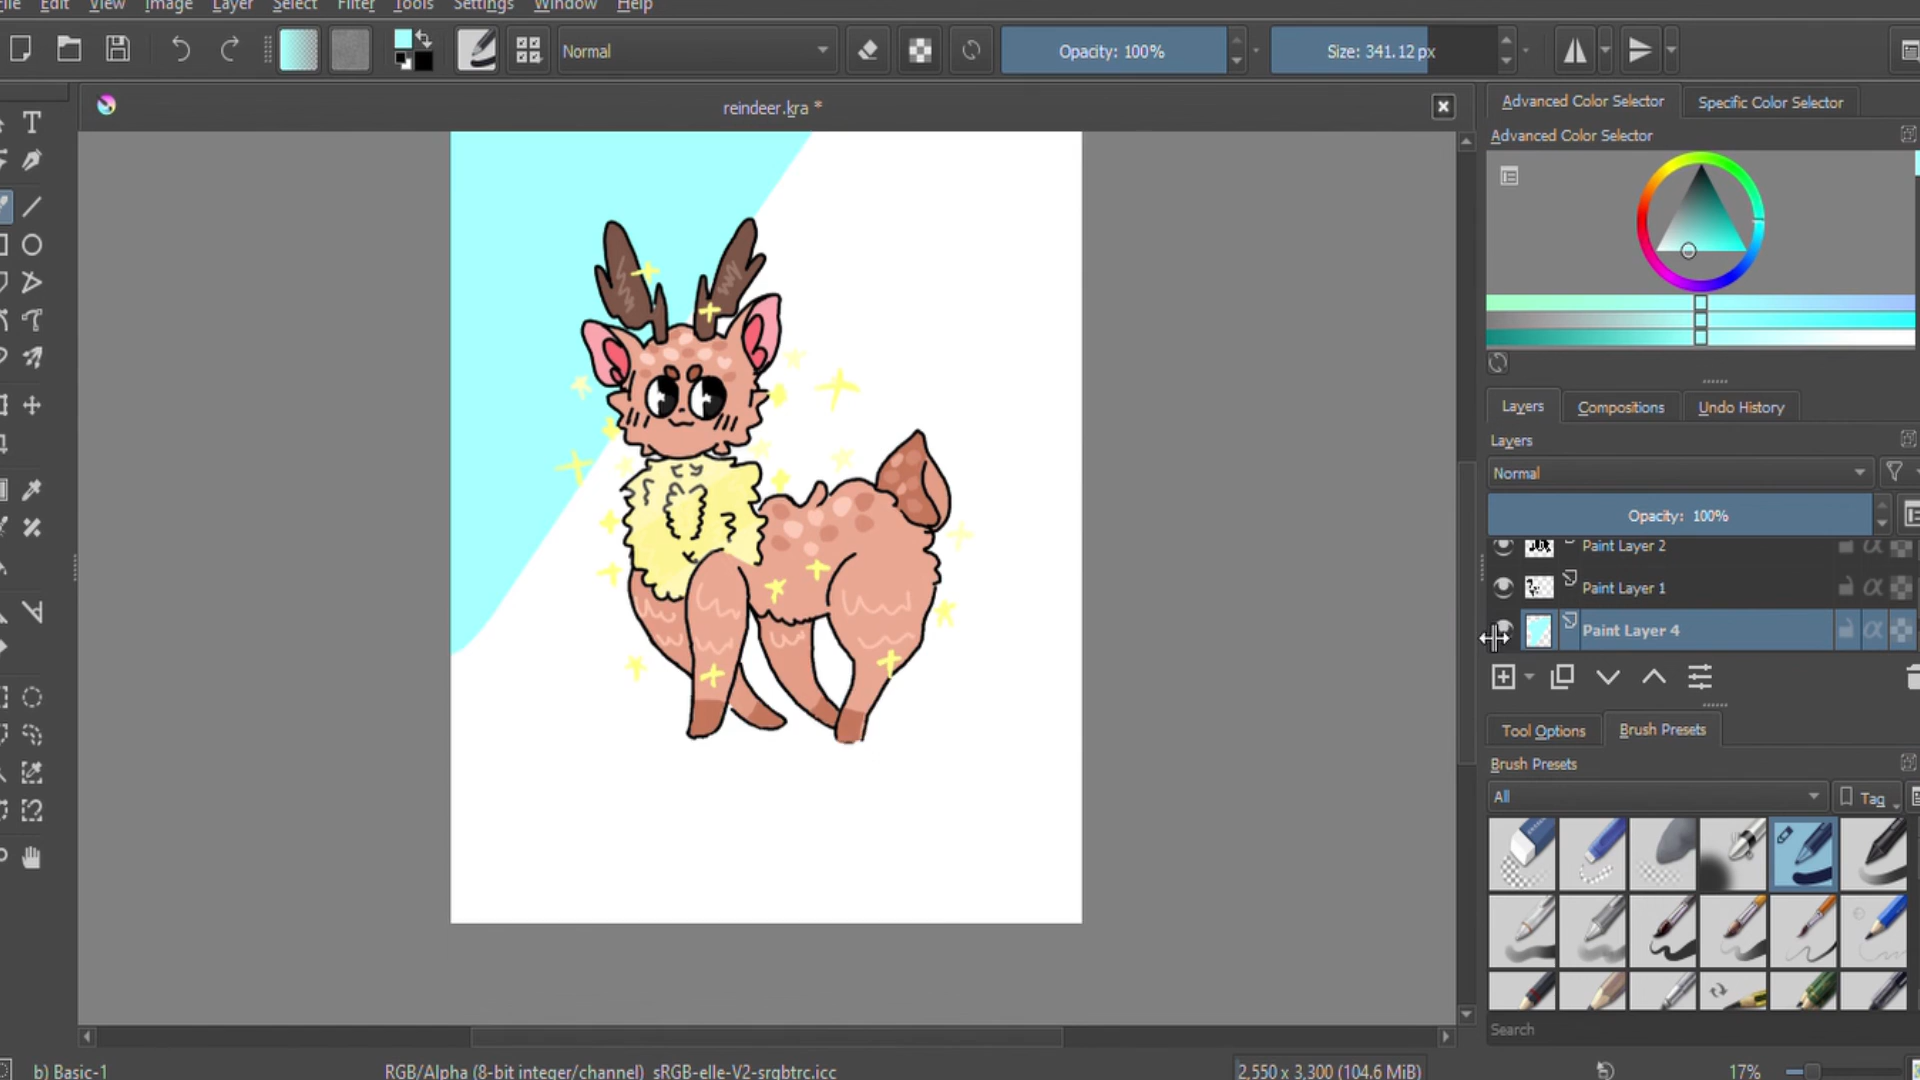 File Edit View Image Layer Select Filter Tools Settings Window Help
Normal Opacity: 100% Size: 341.12 px
reindeer.kra *
Advanced Color Selector Specific Color Selector
Advanced Color Selector
Layers Compositions Undo History
Layers
Normal
Opacity: 100%
Paint Layer 2
Paint Layer 1
Paint Layer 4
Tool Options Brush Presets
Brush Presets
All Tag
Search
b) Basic-1 RGB/Alpha (8-bit integer/channel) sRGB-elle-V2-srgbtrc.icc 2,550 x 3,300 (104.6 MiB) 17%